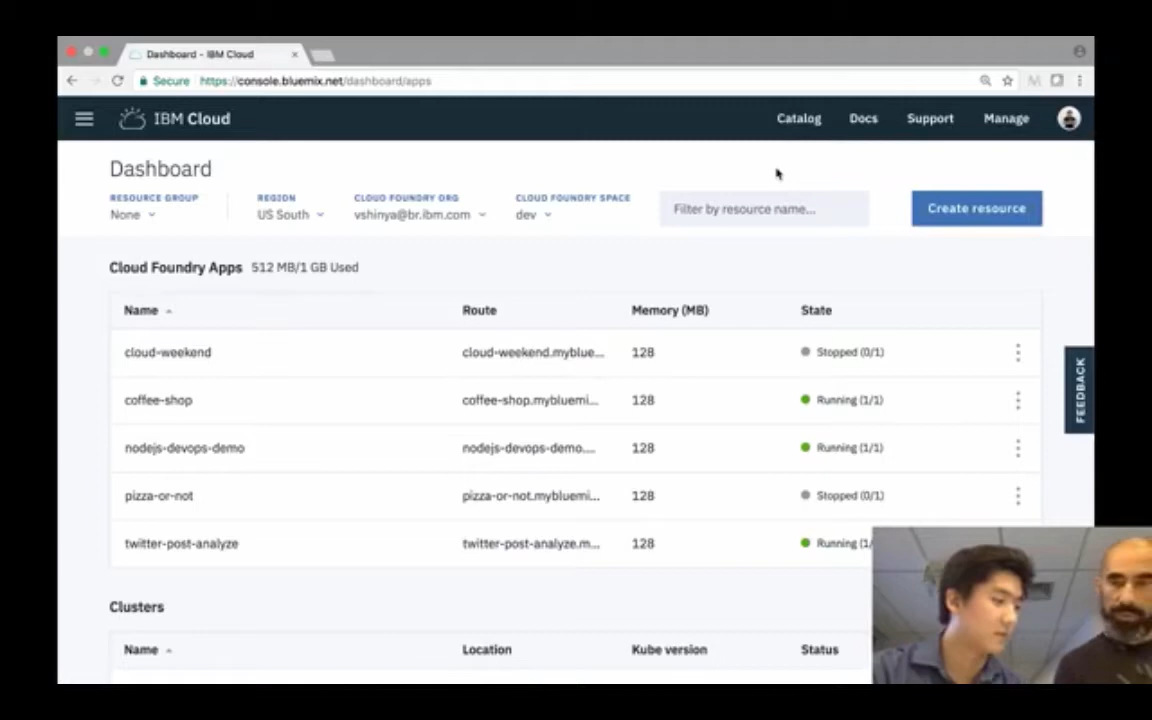 Dashboard - IBM Cloud
Secure https://console.bluemix.net/dashboard/apps
IBM Cloud Catalog Docs Support Manage
Dashboard
RESOURCE GROUP REGION CLOUD FOUNDRY ORG CLOUD FOUNDRY SPACE
None US South vshinya@br.ibm.com dev Filter by resource name... Create resource
Cloud Foundry Apps 512 MB/1 GB Used
Name Route Memory (MB) State
cloud-weekend cloud-weekend.myblue... 128 Stopped (0/1)
coffee-shop coffee-shop.mybluemi... 128 Running (1/1)
FEEDBACK
nodejs-devops-demo nodejs-devops-demo.... 128 Running (1/1)
pizza-or-not pizza-or-not.mybluemi... 128 Stopped (0/1)
twitter-post-analyze twitter-post-analyze.m... 128 Running (1/
Clusters
Name Location Kube version Status